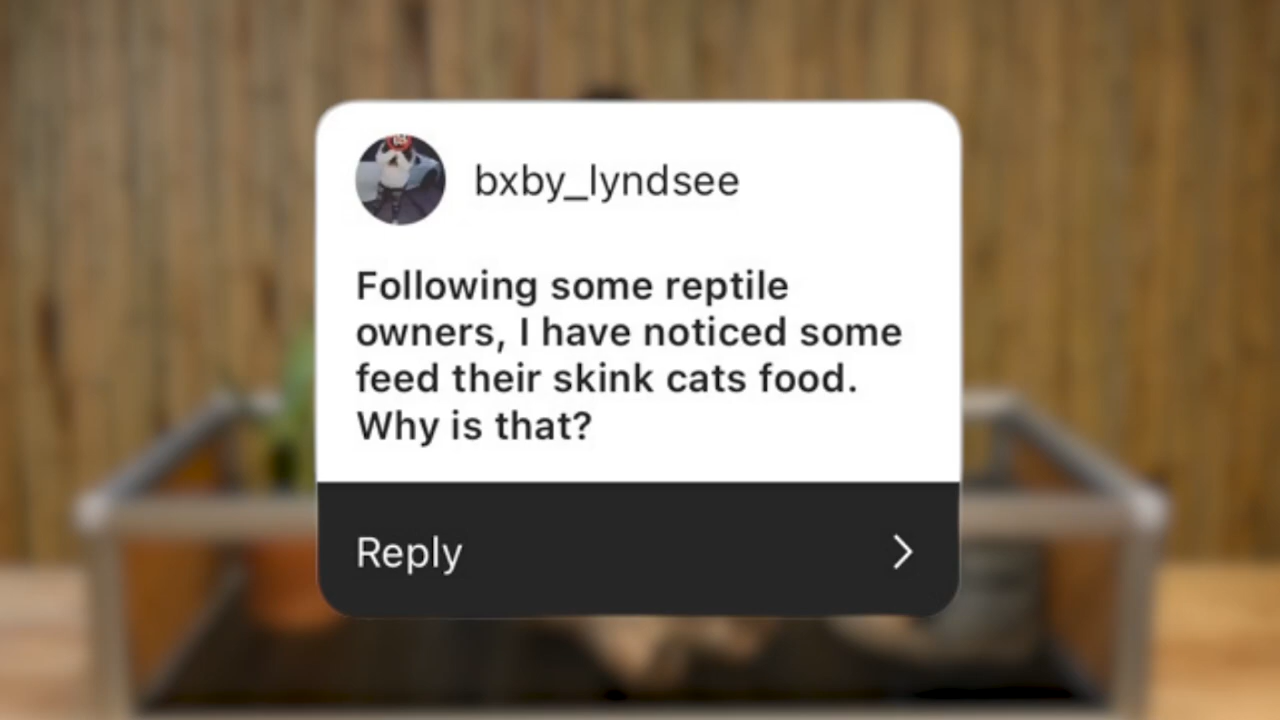 bxby_lyndsee
Following some reptile
owners, I have noticed some
feed their skink cats food.
Why is that?
Reply